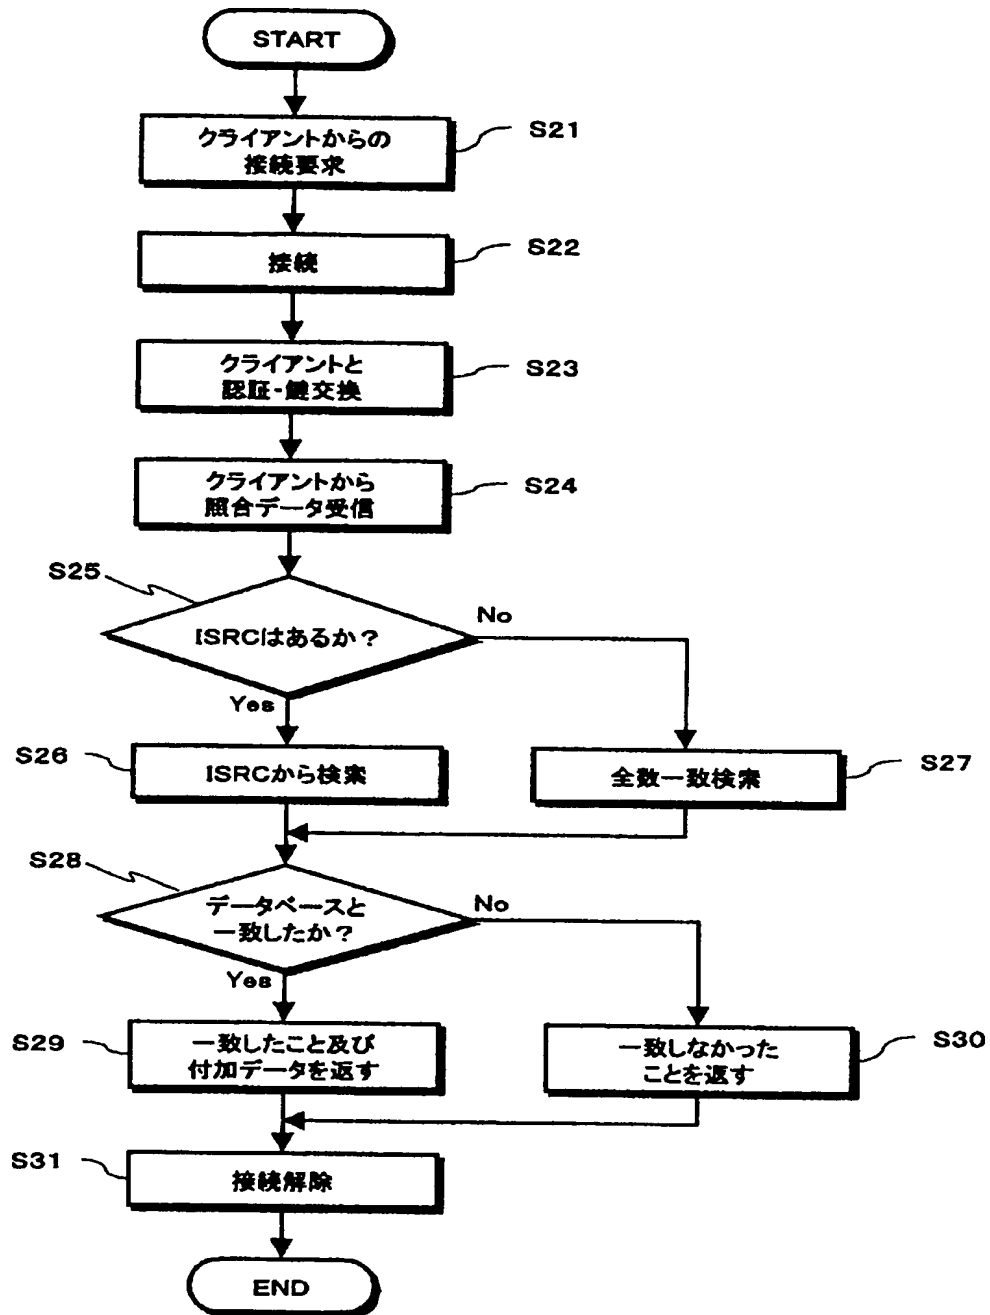 START
クライアントからの
接続要求
S21
接続
S22
クライアントと
認証・鍵交換
S23
クライアントから
照合データ受信
S24
S25
ISRCはあるか？
No
Yes
S26
ISRCから検索
全数一致検索
S27
S28
データベースと
一致したか？
No
Yes
S29
一致したこと及び
付加データを返す
一致しなかった
ことを返す
S30
S31
接続解除
END